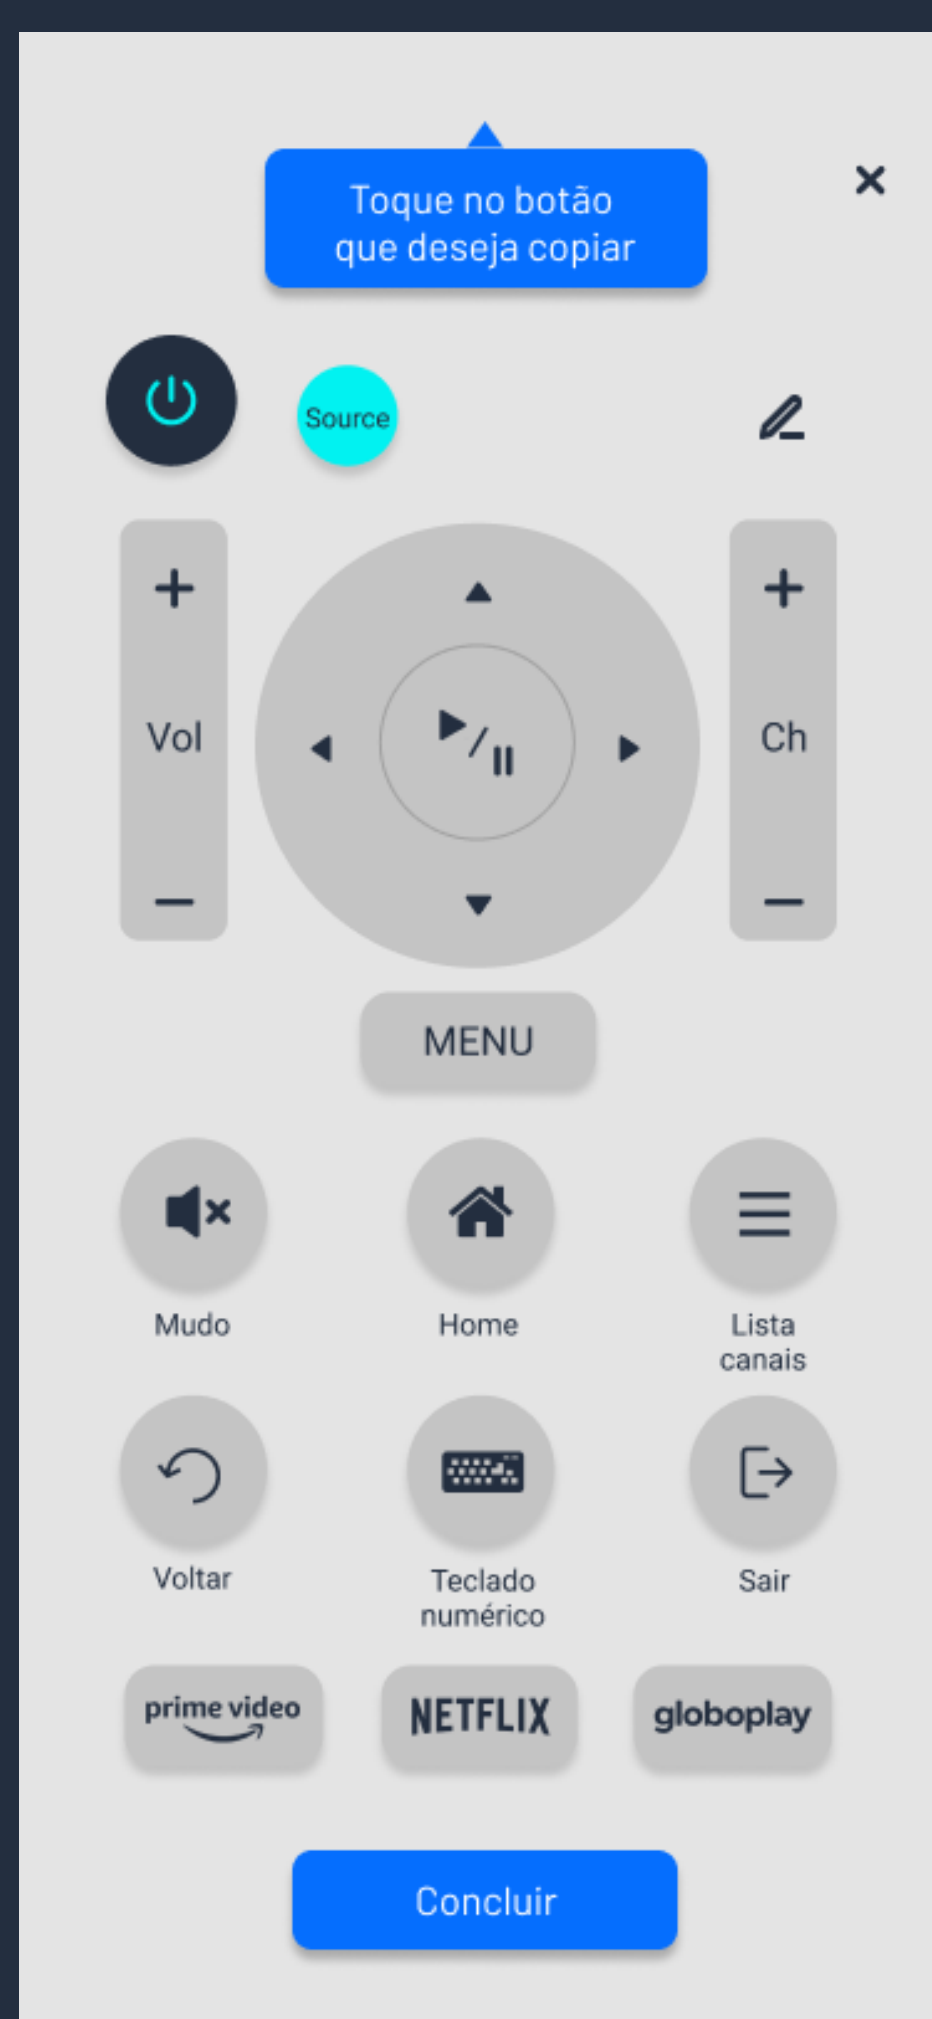 Toque no botão
que deseja copiar
Source
Vol
Ch
MENU
Mudo
Home
Lista
canais
Voltar
Teclado
numérico
Sair
prime video
NETFLIX
globoplay
Concluir